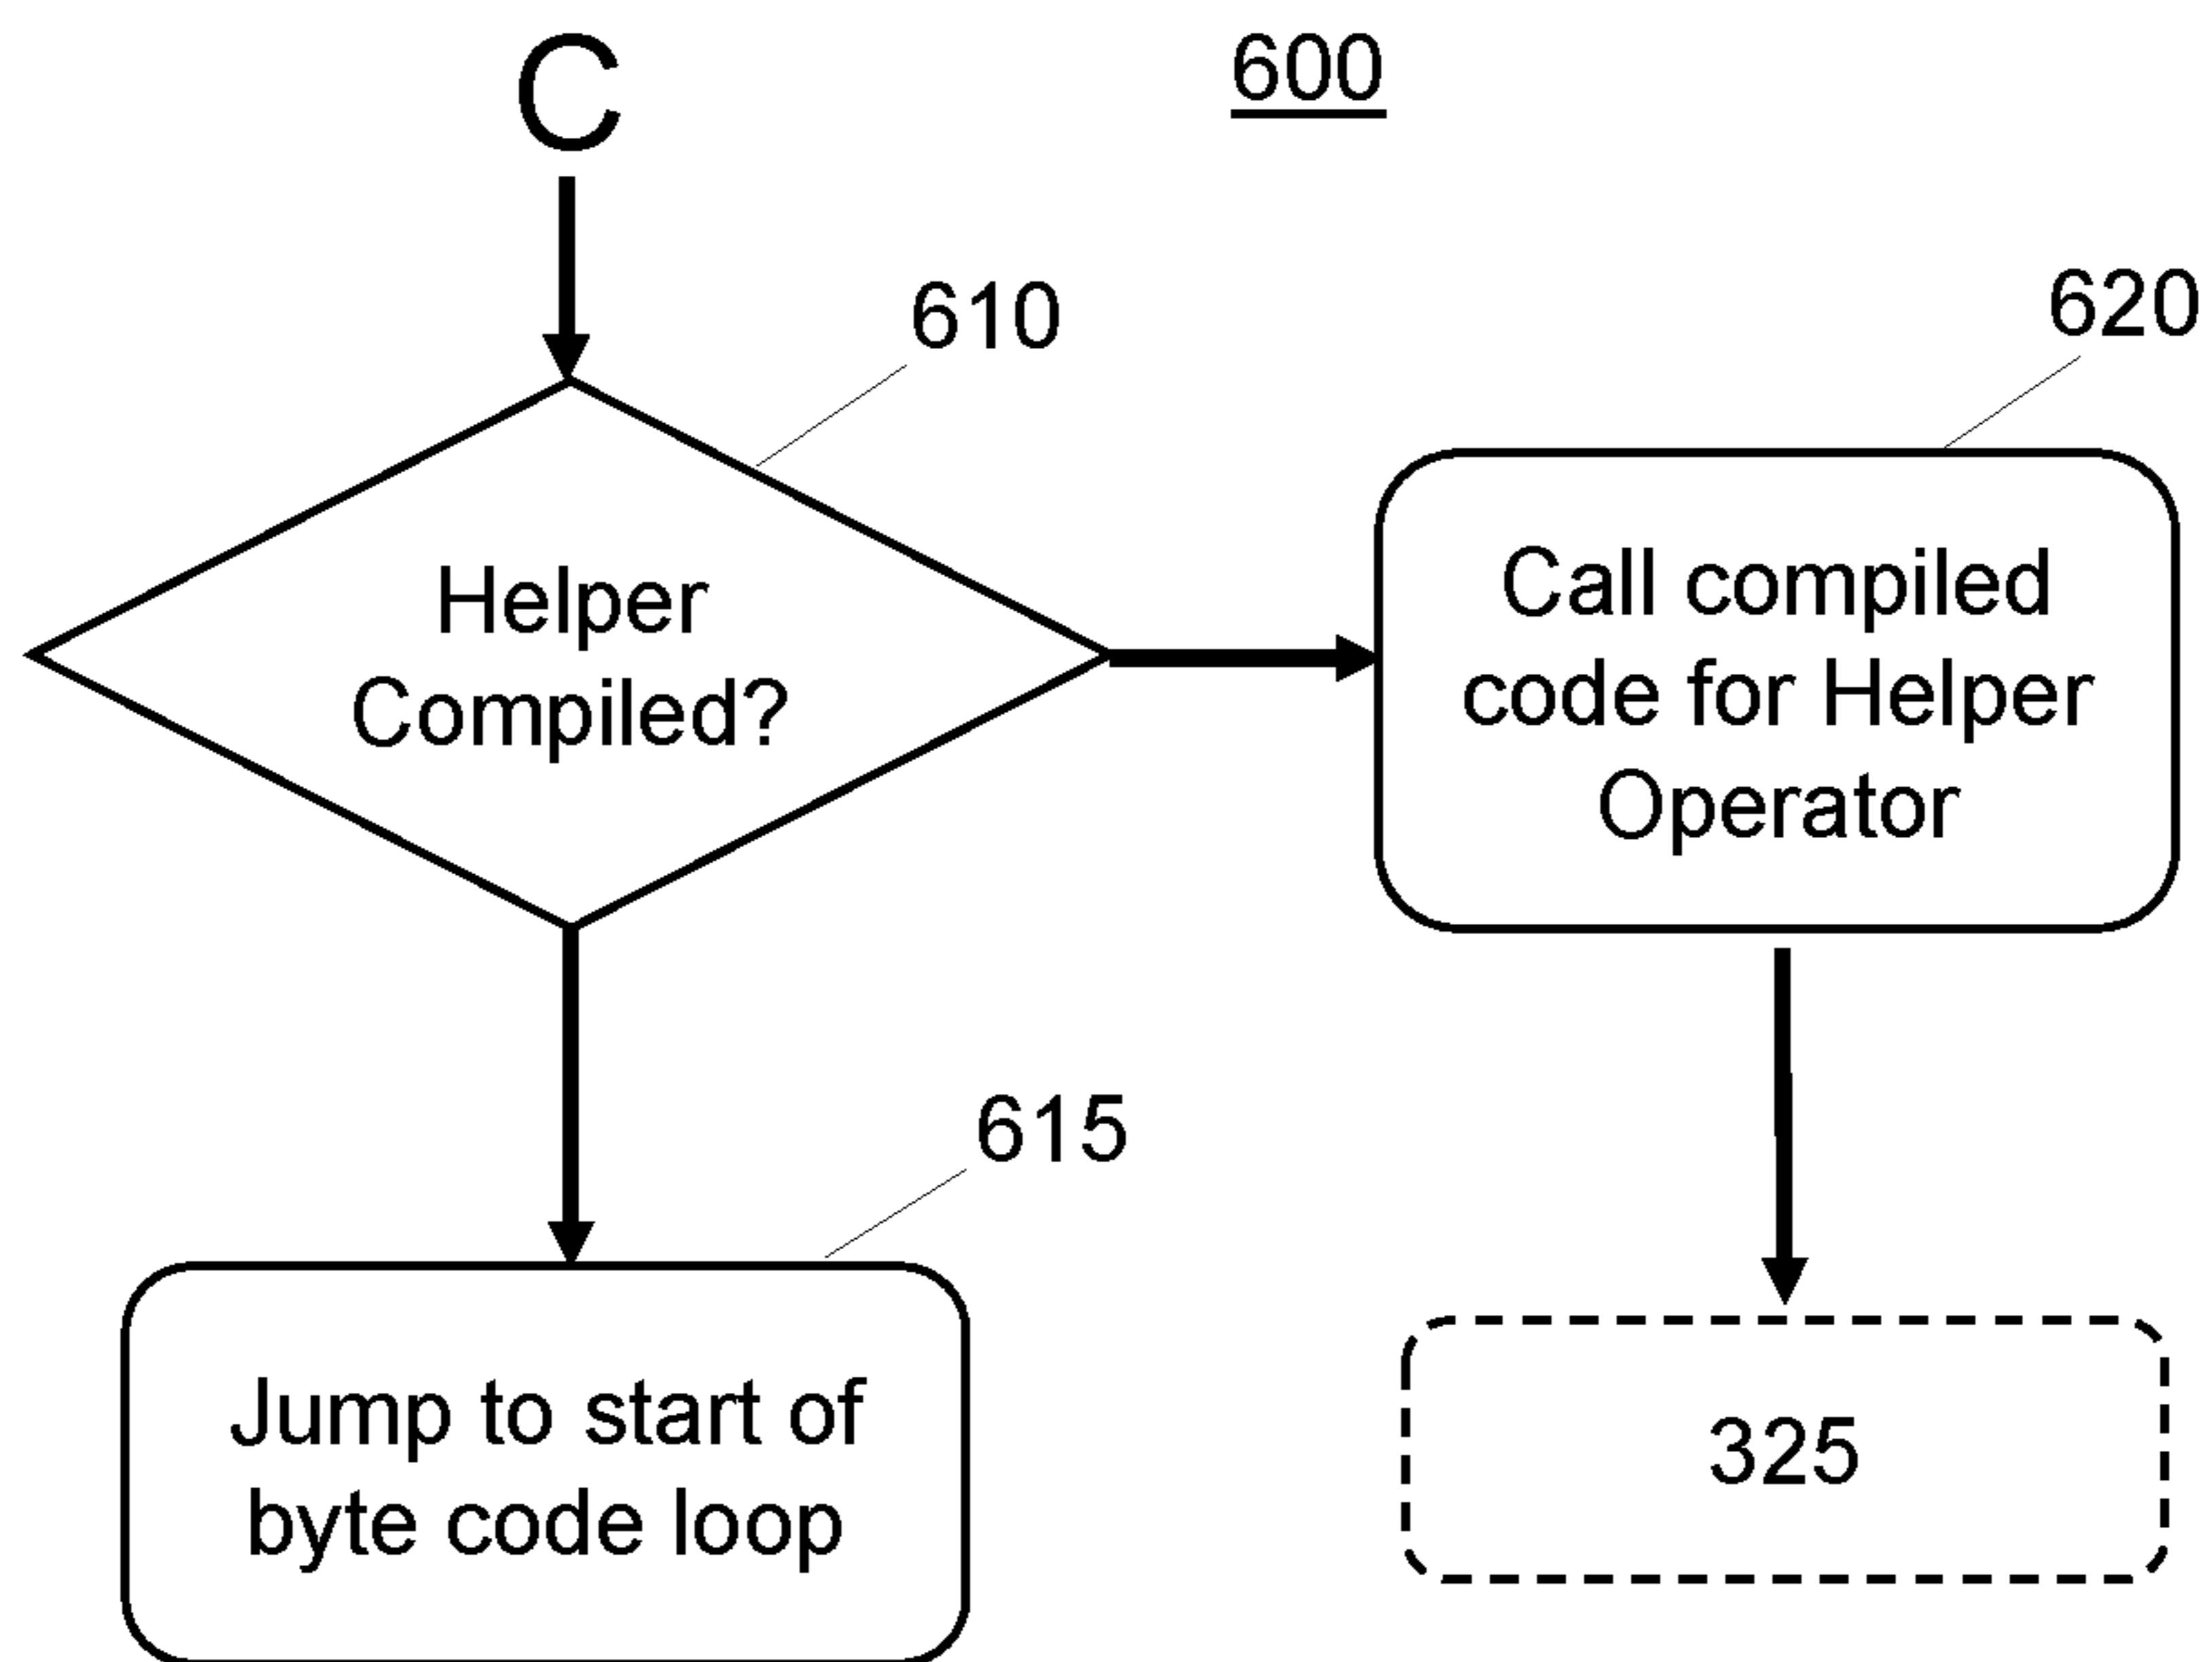 C
600
610
620
Helper
Compiled?
Call compiled
code for Helper
Operator
615
Jump to start of
byte code loop
325